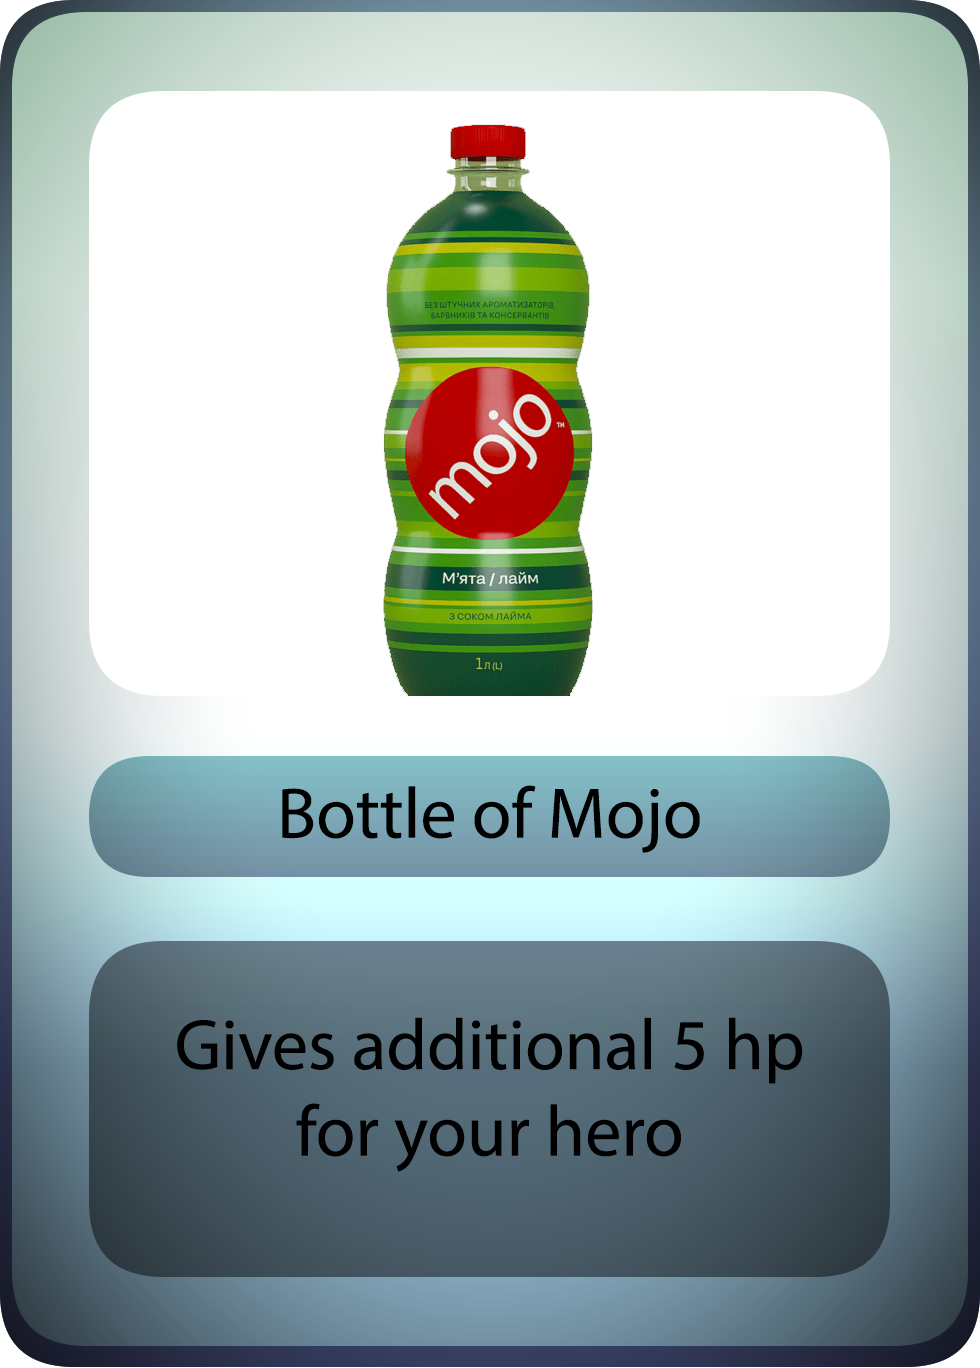 БЕЗ ШТУЧНИХ АРОМАТИЗАТОРІВ,
БАРВНИКІВ ТА КОНСЕРВАНТІВ
mojo™
М'ята / лайм
З СОКОМ ЛАЙМА
1л (L)
Bottle of Mojo
Gives additional 5 hp
for your hero